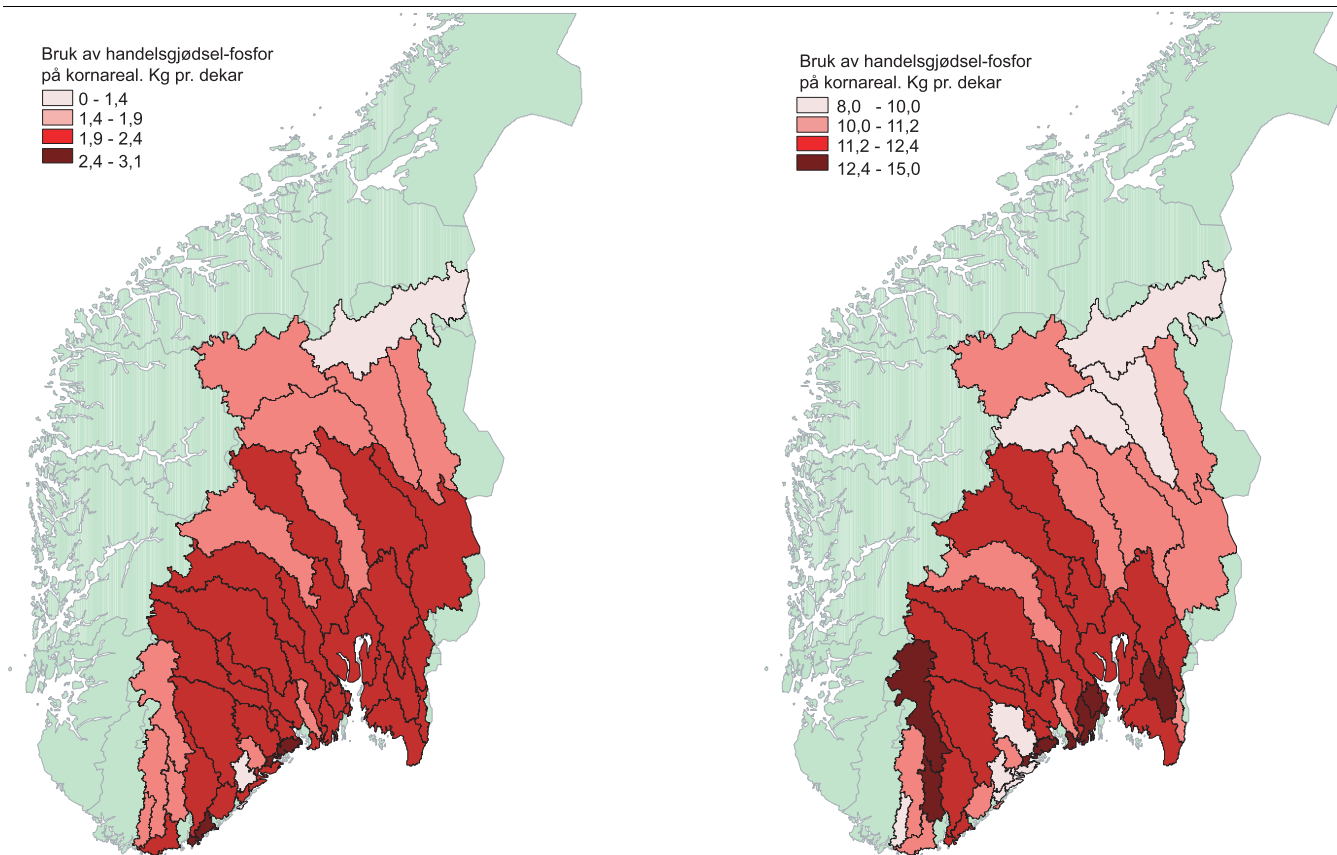 Bruk av handelsgjødsel-fosfor
på kornareal. Kg pr. dekar
0 - 1,4
1,4 - 1,9
1,9 - 2,4
2,4 - 3,1
Bruk av handelsgjødsel-fosfor
på kornareal. Kg pr. dekar
8,0 - 10,0
10,0 - 11,2
11,2 - 12,4
12,4 - 15,0